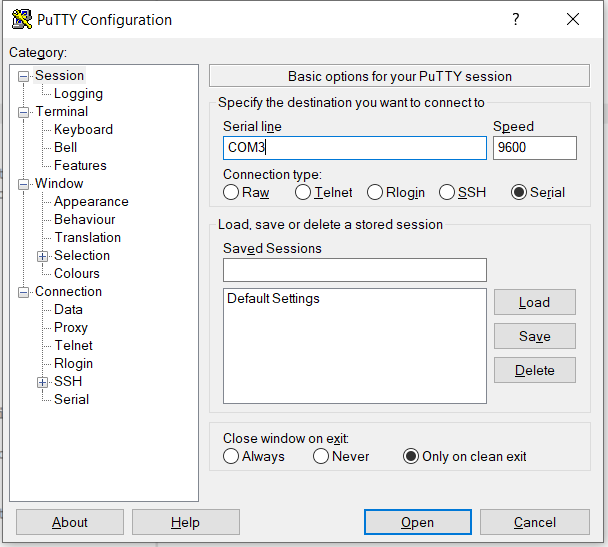 PuTTY Configuration
?
Category:
Session
Logging
Terminal
Keyboard
Bell
Features
Window
Appearance
Behaviour
Translation
Selection
Colours
Connection
Data
Proxy
Telnet
Rlogin
SSH
Serial
Basic options for your PuTTY session
Specify the destination you want to connect to
Serial line Speed
COM3 9600
Connection type:
Raw Telnet Rlogin SSH Serial
Load, save or delete a stored session
Saved Sessions
Default Settings
Load
Save
Delete
Close window on exit:
Always Never Only on clean exit
About Help Open Cancel